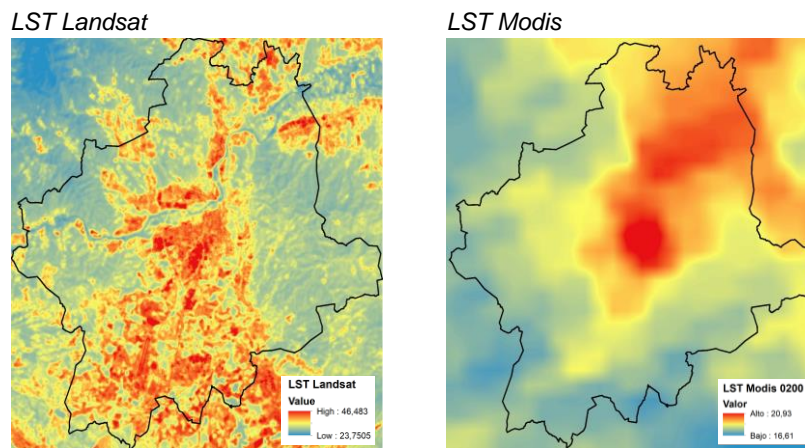 LST Landsat
LST Modis
LST Landsat
Value
High : 46,483
Low : 23,7505
LST Modis 0200
Valor
Alto : 20,93
Bajo : 16,61